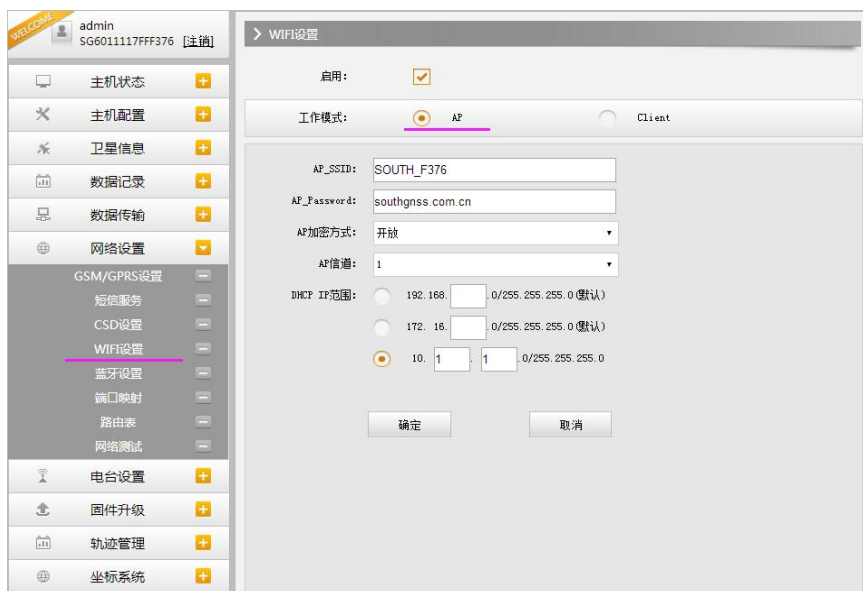 WELCOME
admin
SG6011117FFF376 [注销]
主机状态
主机配置
卫星信息
数据记录
数据传输
网络设置
GSM/GPRS设置
短信服务
CSD设置
WIFI设置
蓝牙设置
端口映射
路由表
网络测试
电台设置
固件升级
轨迹管理
坐标系统
WIFI设置
启用:
工作模式: AP Client
AP_SSID: SOUTH_F376
AP_Password: southgnss.com.cn
AP加密方式: 开放
AP信道: 1
DHCP IP范围: 192.168. .0/255.255.255.0(默认)
172. 16. .0/255.255.255.0(默认)
10. 1 . 1 .0/255.255.255.0
确定 取消